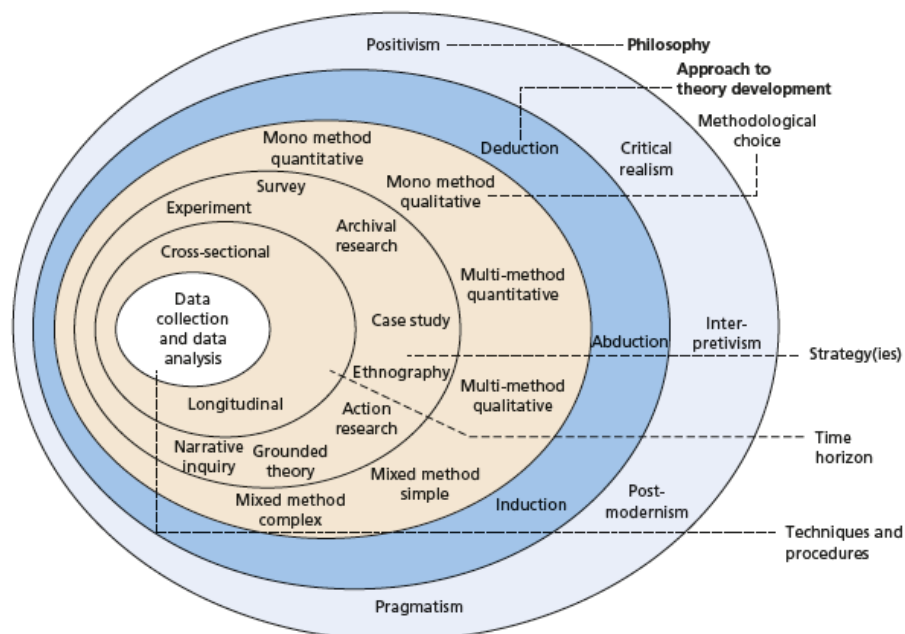 Positivism
Philosophy
Approach to
theory development
Methodological
choice
Mono method
quantitative
Deduction
Critical
realism
Survey
Mono method
qualitative
Experiment
Archival
research
Cross-sectional
Multi-method
quantitative
Data
collection
and data
analysis
Case study
Inter-
pretivism
Abduction
Strategy(ies)
Ethnography
Multi-method
qualitative
Longitudinal
Action
research
Time
horizon
Narrative
inquiry
Grounded
theory
Mixed method
simple
Mixed method
complex
Induction
Post-
modernism
Techniques and
procedures
Pragmatism